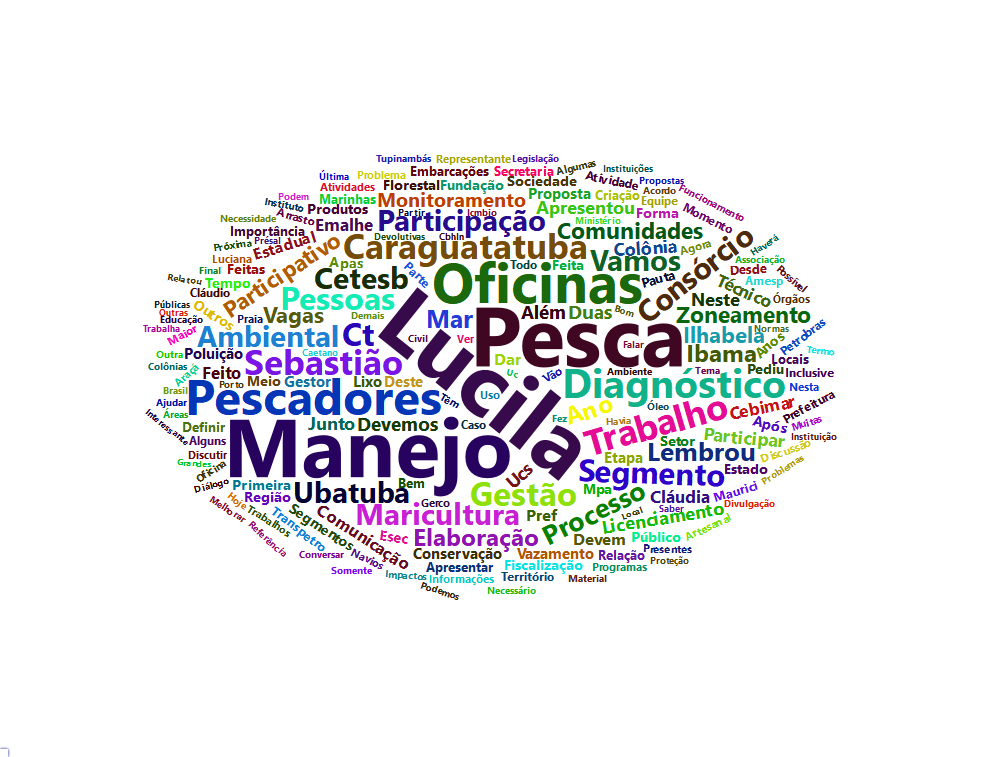 Tupinambás
Representante
Legislação
Última
Problema
Embarcações
Secretaria
Algumas
Instituições
Atividades
Florestal
Fundação
Sociedade
Atividade
Propostas
Podem
Marinhas
Monitoramento
Proposta
Criação
Acordo
Funcionamento
Instituto
Produtos
Partir
Icmbio
Apresentou
Equipe
Arrasto
Emalhe
Participação
Ministério
Forma
Momento
Necessidade
Importância
Devolutivas
Cbhln
Comunidades
Próxima
Présal
Estadual
Caraguatatuba
Colônia
Agora
Consórcio
Haverá
Luciana
Participativo
Apas
Todo
Feita
Vamos
Associação
Final
Feitas
Cetesb
Parte
Oficinas
Pauta
Desde
Possível
Relatou
Tempo
Pessoas
Técnico
Amesp
Cláudio
Neste
Órgãos
Públicas
Outros
Praia
Vagas
Demais
Mar
Além
Duas
Bom
Zoneamento
Outras
Educação
Trabalha
Maior
Ambiental
Ct
Civil
Ver
Lucila
Pesca
Falar
Ilhabela
Anos
Normas
Petrobras
Outra
Poluição
Caetano
Sebastião
Dar
Ibama
Locais
Termo
Colônias
Araçá
Feito
Uc
Ambiente
Tema
Pediu
Inclusive
Brasil
Porto
Meio
Gestor
Lixo
Deste
Vão
Diagnóstico
Nesta
Ajudar
Pescadores
Têm
Uso
Óleo
Cebimar
Prefeitura
Áreas
Interessante
Definir
Junto
Devemos
Caso
Fez
Ano
Havia
Trabalho
Após
Muitas
Alguns
Manejo
Setor
Participar
Instituição
Discutir
Etapa
Lembrou
Discussão
Grandes
Oficina
Ucs
Segmento
Estado
Problemas
Diálogo
Primeira
Bem
Gestão
Mpa
Cláudia
Maurici
Hoje
Região
Ubatuba
Gerco
Processo
Saber
Divulgação
Melhorar
Trabalhos
Segmentos
Comunicação
Maricultura
Pref
Local
Licenciamento
Artesanal
Referência
Transpetro
Esec
Elaboração
Devem
Público
Conversar
Navios
Conservação
Vazamento
Relação
Presentes
Somente
Impactos
Apresentar
Fiscalização
Programas
Proteção
Informações
Território
Material
Podemos
Necessário